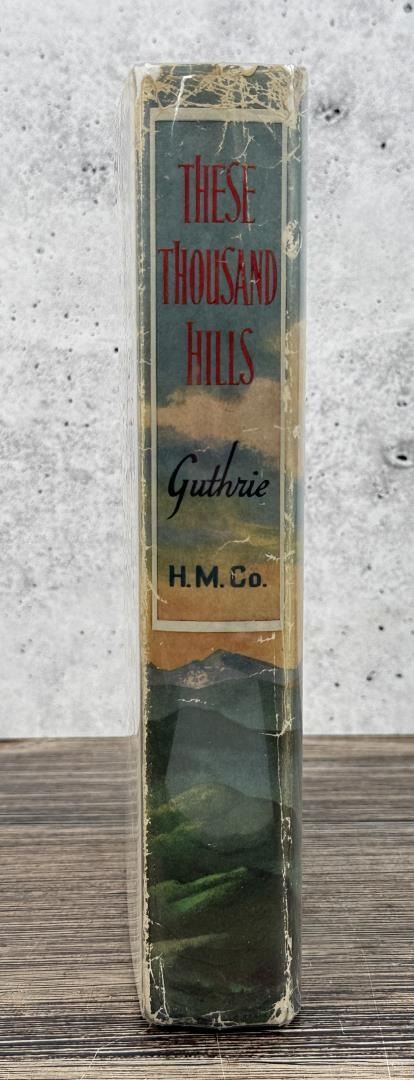 THESE
THOUSAND
HILLS
Guthrie
H.M.Co.